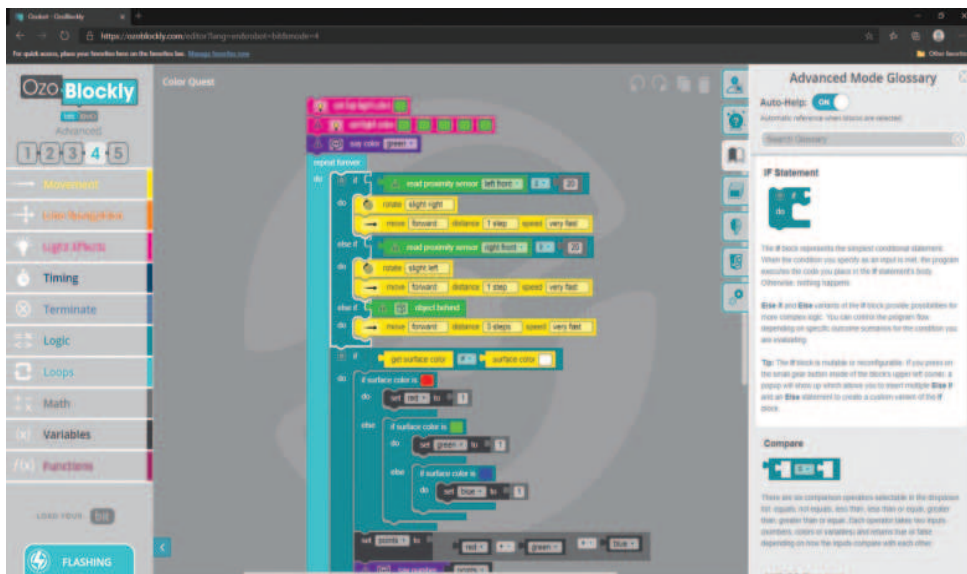 Ozobot - OzoBlockly
https://ozoblockly.com/editor?lang=en&robot=bit&mode=4
For quick access, place your favorites here on the favorites bar. Manage favorites now
Other favorites
Ozo Blockly
Advanced
1 2 3 4 5
Movement
Light Effects
Timing
Terminate
Logic
Loops
Math
Variables
Functions
LOAD YOUR bit
FLASHING
Color Quest
set top light color
set light color
say color green
repeat forever
do if read proximity sensor left front 20
do rotate slight right
move forward distance 1 step speed very fast
else if read proximity sensor right front 20
do rotate slight left
move forward distance 1 step speed very fast
else if object behind
do move forward distance 3 steps speed very fast
if get surface color ≠ surface color
do if surface color is
do set red to 1
else if surface color is
do set green to 1
else if surface color is
do set blue to 1
set points to red + green + blue
say number points
Advanced Mode Glossary
Auto-Help: ON
Automatic reference when blocks are selected
Search Glossary
IF Statement
if
do
The if block represents the simplest conditional statement.
When the condition you specify as an input is met, the program
executes the code you place in the if statement's body.
Otherwise, nothing happens.
Else if and Else variants of the if block provide possibilities for
more complex logic. You can control the program flow,
depending on specific outcome scenarios for the condition you
are evaluating.
Tip: The if block is mutable or reconfigurable. If you press on
the small gear button inside of the block's upper left corner, a
popup will show up which allows you to insert multiple Else if
and an Else statement to create a custom variant of the if
block.
Compare
There are six comparison operators selectable in the dropdown
list: equals, not equals, less than, less than or equal, greater
than, greater than or equal. Each operator takes two inputs
(numbers, colors or variables) and returns true or false
depending on how the inputs compare with each other.